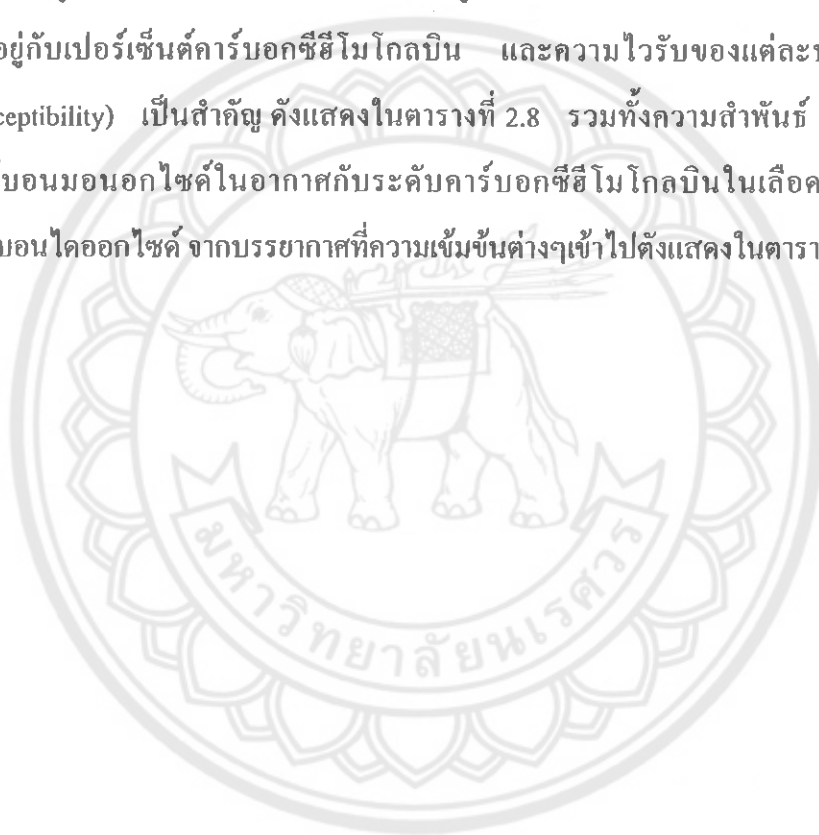 อยู่กับเปอร์เซ็นต์คาร์บอกซีฮีโมโกลบิน และความไวรับของแต่ละ
ceptibility) เป็นสำคัญ ดังแสดงในตารางที่ 2.8 รวมทั้งความสำพันธ์
บอนมอนอกไซด์ในอากาศกับระดับคาร์บอกซีฮีโมโกลบินในเลือด
บอนไดออกไซด์ จากบรรยากาศที่ความเข้มข้นต่างๆเข้าไปดังแสดงในตารา
มหาวิทยาลัยนเรศวร